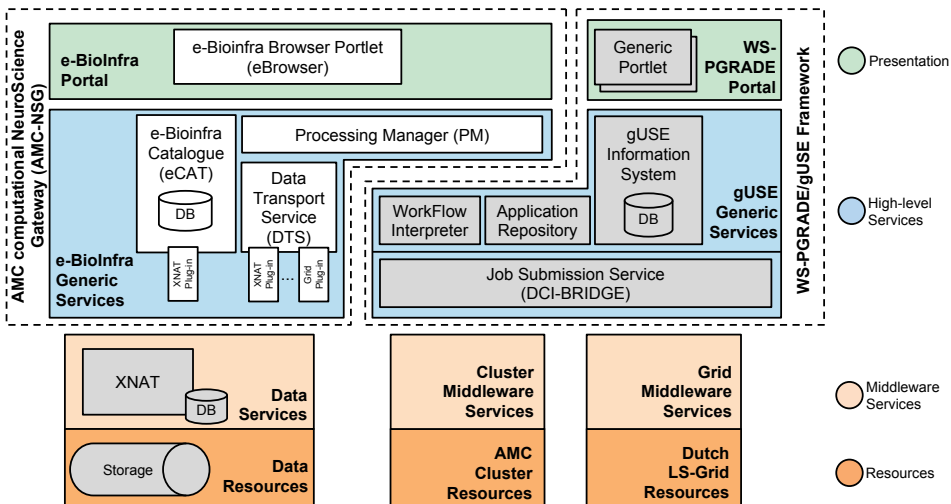 AMC computational NeuroScience
Gateway (AMC-NSG)
e-BioInfra
Portal
e-Bioinfra Browser Portlet
(eBrowser)
Generic
Portlet
WS-
PGRADE
Portal
WS-PGRADE/gUSE Framework
Presentation
e-Bioinfra
Catalogue
(eCAT)
DB
Processing Manager (PM)
Data
Transport
Service
(DTS)
XNAT
Plug-in
XNAT
Plug-in
...
Grid
Plug-in
e-BioInfra
Generic
Services
WorkFlow
Interpreter
Application
Repository
gUSE
Information
System
DB
gUSE
Generic
Services
Job Submission Service
(DCI-BRIDGE)
High-level
Services
XNAT
DB
Data
Services
Cluster
Middleware
Services
Grid
Middleware
Services
Middleware
Services
Storage
Data
Resources
AMC
Cluster
Resources
Dutch
LS-Grid
Resources
Resources